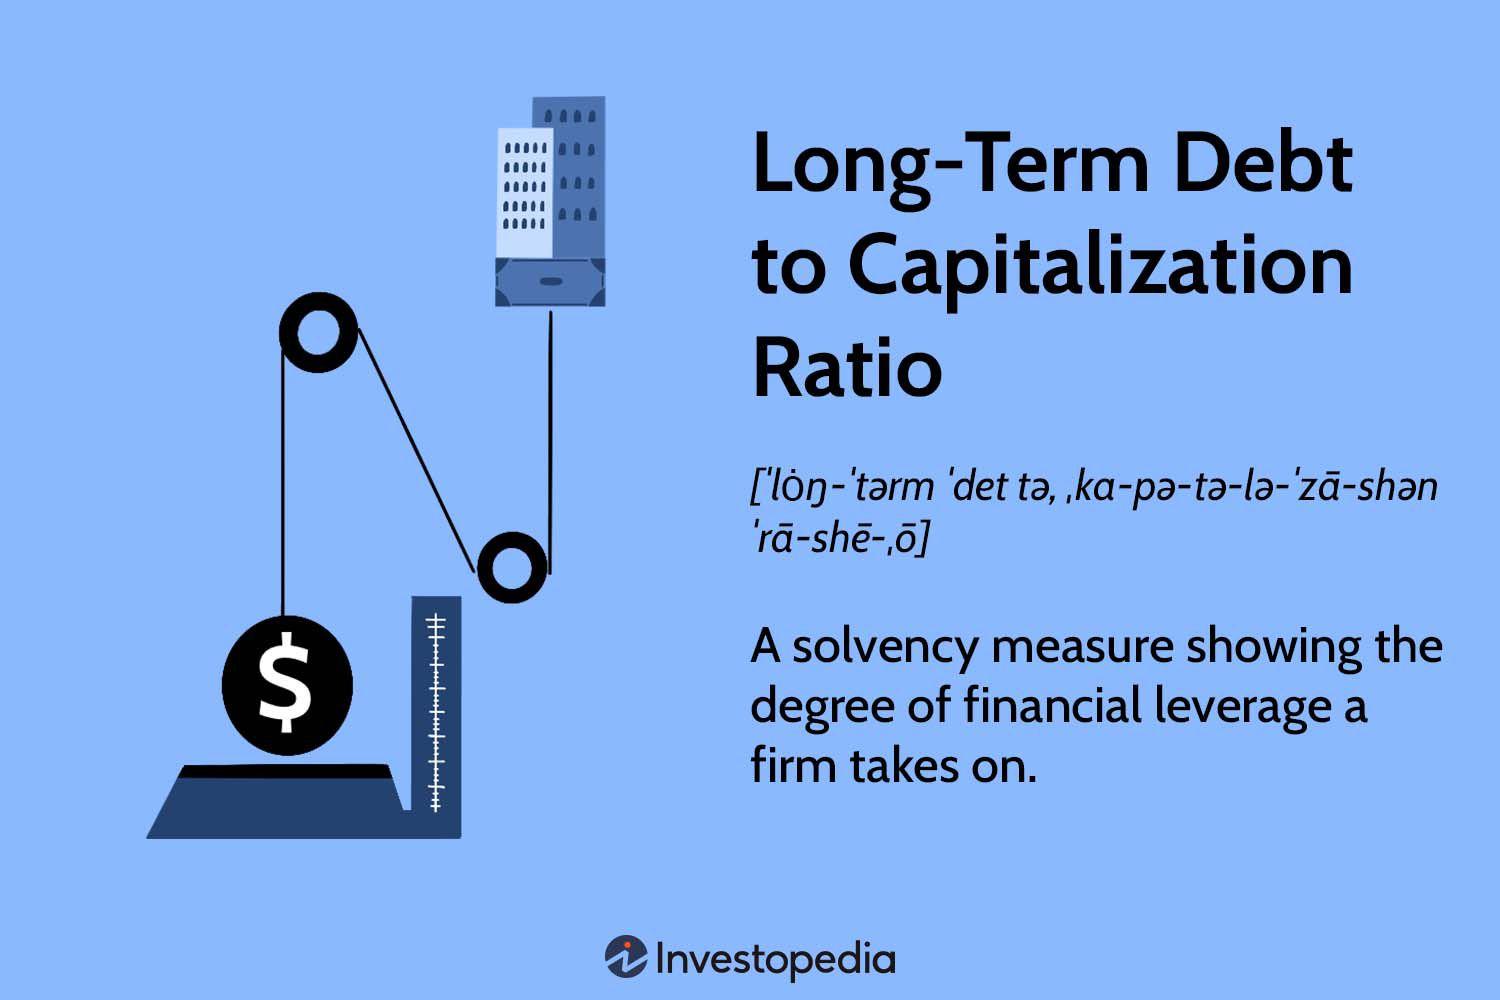 Long-Term Debt
to Capitalization
Ratio
[ˈlȯŋ-ˈtərm ˈdet tə, ˌka-pə-tə-lə-ˈzā-shən
ˈrā-shē-ˌō]
A solvency measure showing the
degree of financial leverage a
firm takes on.
$
Investopedia